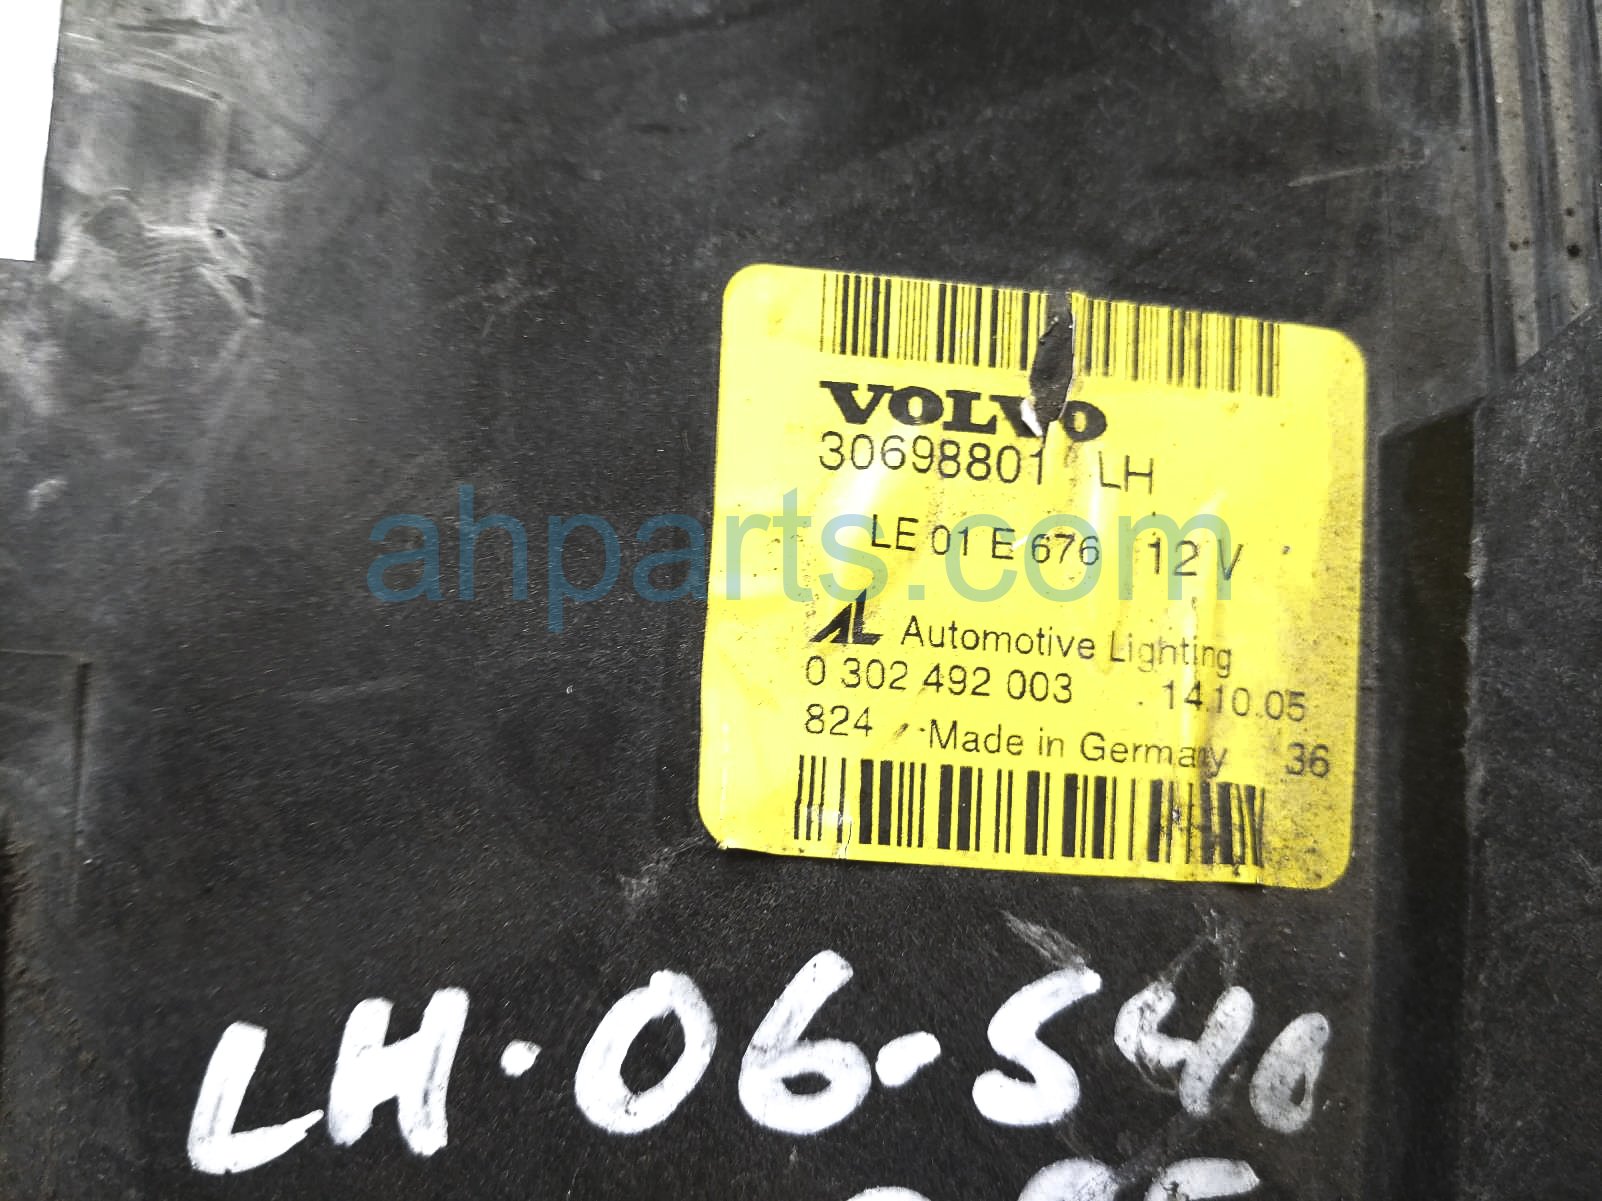 VOLVO
30698801 LH
LE 01 E 676 12 V
ahparts.com
AL Automotive Lighting
0 302 492 003 14.10.05
824 Made in Germany 36
LH-06-S40